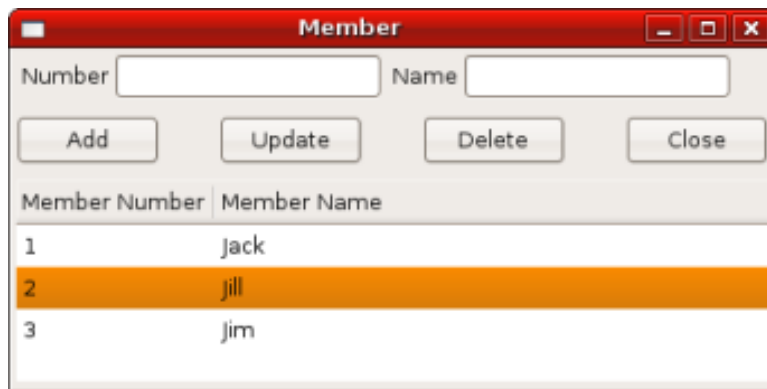 Member
Number Name
Add Update Delete Close
Member Number Member Name
1 Jack
2 Jill
3 Jim